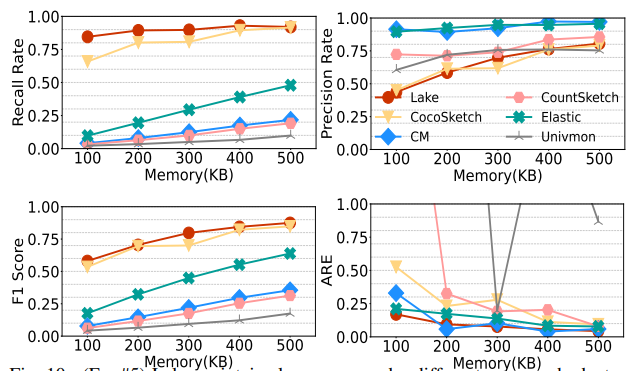 1.00
0.75
0.50
0.25
0.00
Recall Rate
100 200 300 400 500
Memory(KB)
1.00
0.75
0.50
0.25
0.00
Precision Rate
Lake
CocoSketch
CM
CountSketch
Elastic
Univmon
100 200 300 400 500
Memory(KB)
1.00
0.75
0.50
0.25
0.00
F1 Score
100 200 300 400 500
Memory(KB)
1.00
0.75
0.50
0.25
0.00
ARE
100 200 300 400 500
Memory(KB)